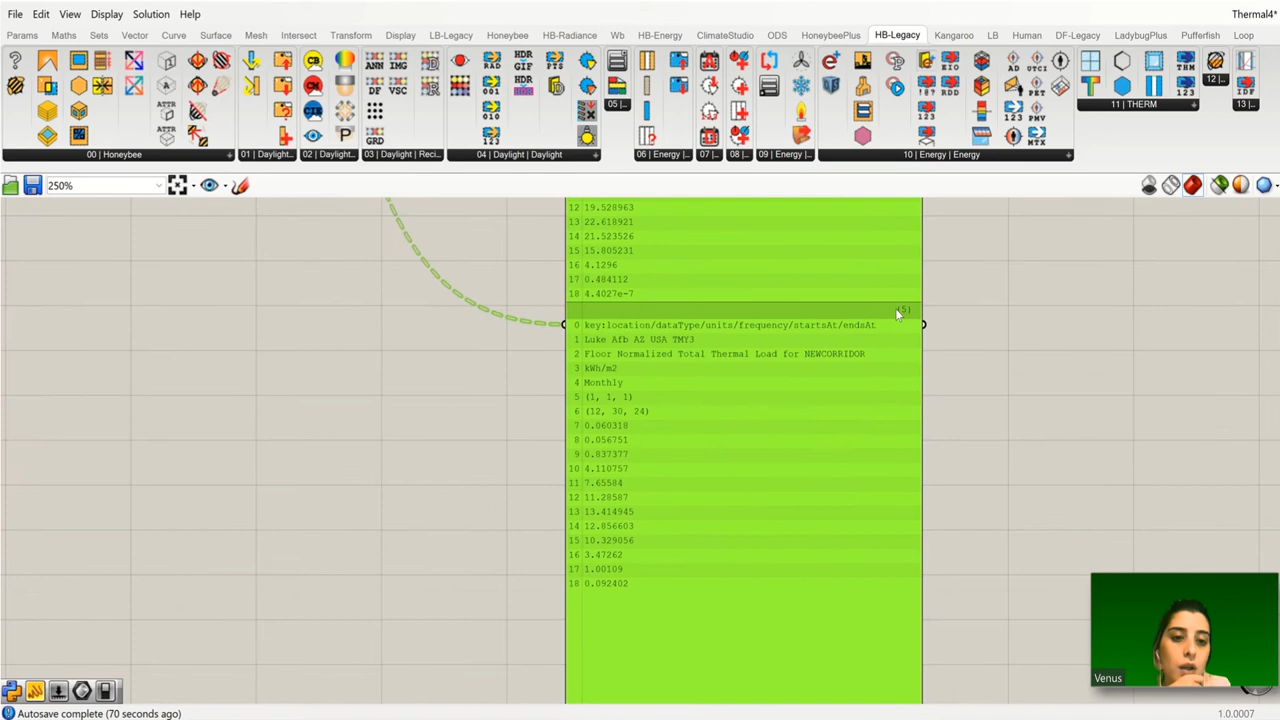 File Edit View Display Solution Help Thermal4*
Params Maths Sets Vector Curve Surface Mesh Intersect Transform Display LB-Legacy Honeybee HB-Radiance Wb HB-Energy ClimateStudio ODS HoneybeePlus HB-Legacy Kangaroo LB Human DF-Legacy LadybugPlus Pufferfish Loop
00 | Honeybee 01 | Daylight... 02 | Daylight... 03 | Daylight | Reci... 04 | Daylight | Daylight 05 |... 06 | Energy |... 07 |... 08 |... 09 | Energy |... 10 | Energy | Energy 11 | THERM 12 |... 13 |...
250%
12 19.528963
13 22.618921
14 21.523526
15 15.805231
16 4.1296
17 0.484112
18 4.4027e-7
0 key:location/dataType/units/frequency/startsAt/endsAt
1 Luke Afb AZ USA TMY3
2 Floor Normalized Total Thermal Load for NEWCORRIDOR
3 kWh/m2
4 Monthly
5 (1, 1, 1)
6 (12, 30, 24)
7 0.060318
8 0.056751
9 0.837377
10 4.110757
11 7.65584
12 11.28587
13 13.414945
14 12.856603
15 10.329056
16 3.47262
17 1.00109
18 0.092402
Venus
Autosave complete (70 seconds ago) 1.0.0007